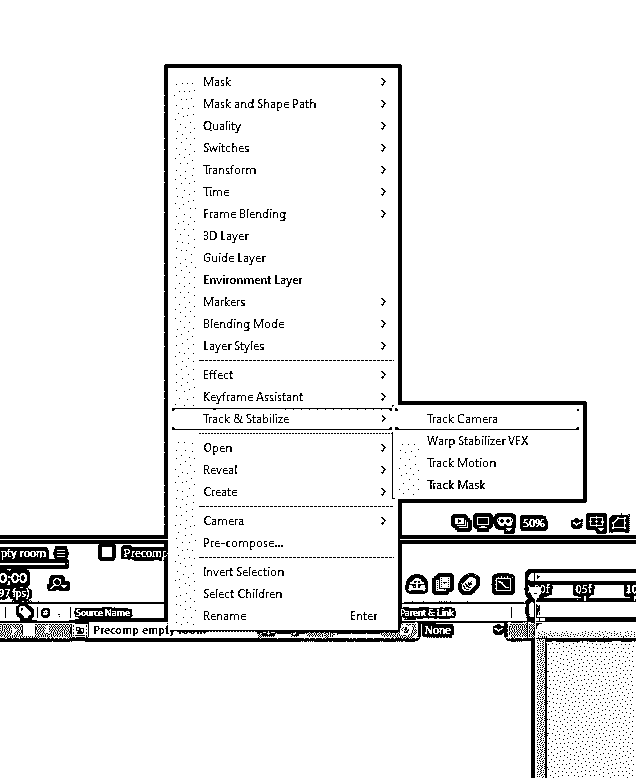 Mask
Mask and Shape Path
Quality
Switches
Transform
Time
Frame Blending
3D Layer
Guide Layer
Environment Layer
Markers
Blending Mode
Layer Styles
Effect
Keyframe Assistant
Track & Stabilize
Track Camera
Warp Stabilizer VFX
Track Motion
Track Mask
Open
Reveal
Create
Camera
50%
Pre-compose...
pty room
Precomp
Invert Selection
0;00
Select Children
97 fps)
0f
05f
10
Source Name
Rename Enter
Parent & Link
Precomp empty room
None